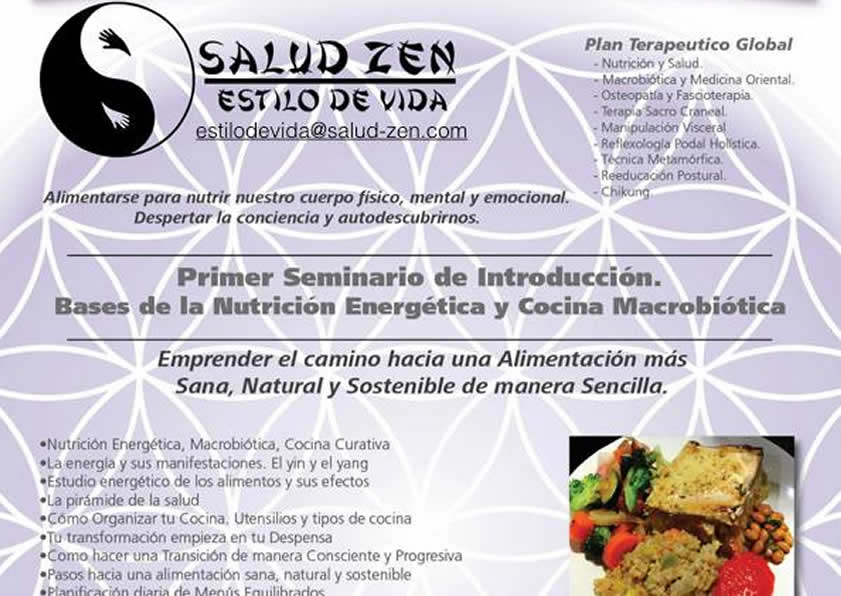 SALUD ZEN
ESTILO DE VIDA
estilodevida@salud-zen.com
Plan Terapeutico Global
- Nutrición y Salud.
- Macrobiótica y Medicina Oriental.
- Osteopatía y Fascioterapia.
- Terapia Sacro Craneal.
- Manipulación Visceral
- Reflexología Podal Holística.
- Técnica Metamórfica.
- Reeducación Postural.
- Chikung.
Alimentarse para nutrir nuestro cuerpo físico, mental y emocional.
Despertar la conciencia y autodescubrirnos.
Primer Seminario de Introducción.
Bases de la Nutrición Energética y Cocina Macrobiótica
Emprender el camino hacia una Alimentación más
Sana, Natural y Sostenible de manera Sencilla.
•Nutrición Energética, Macrobiótica, Cocina Curativa
•La energía y sus manifestaciones. El yin y el yang
•Estudio energético de los alimentos y sus efectos
•La pirámide de la salud
•Cómo Organizar tu Cocina. Utensilios y tipos de cocina
•Tu transformación empieza en tu Despensa
•Como hacer una Transición de manera Consciente y Progresiva
•Pasos hacia una alimentación sana, natural y sostenible
•Planificación diaria de Menús Equilibrados